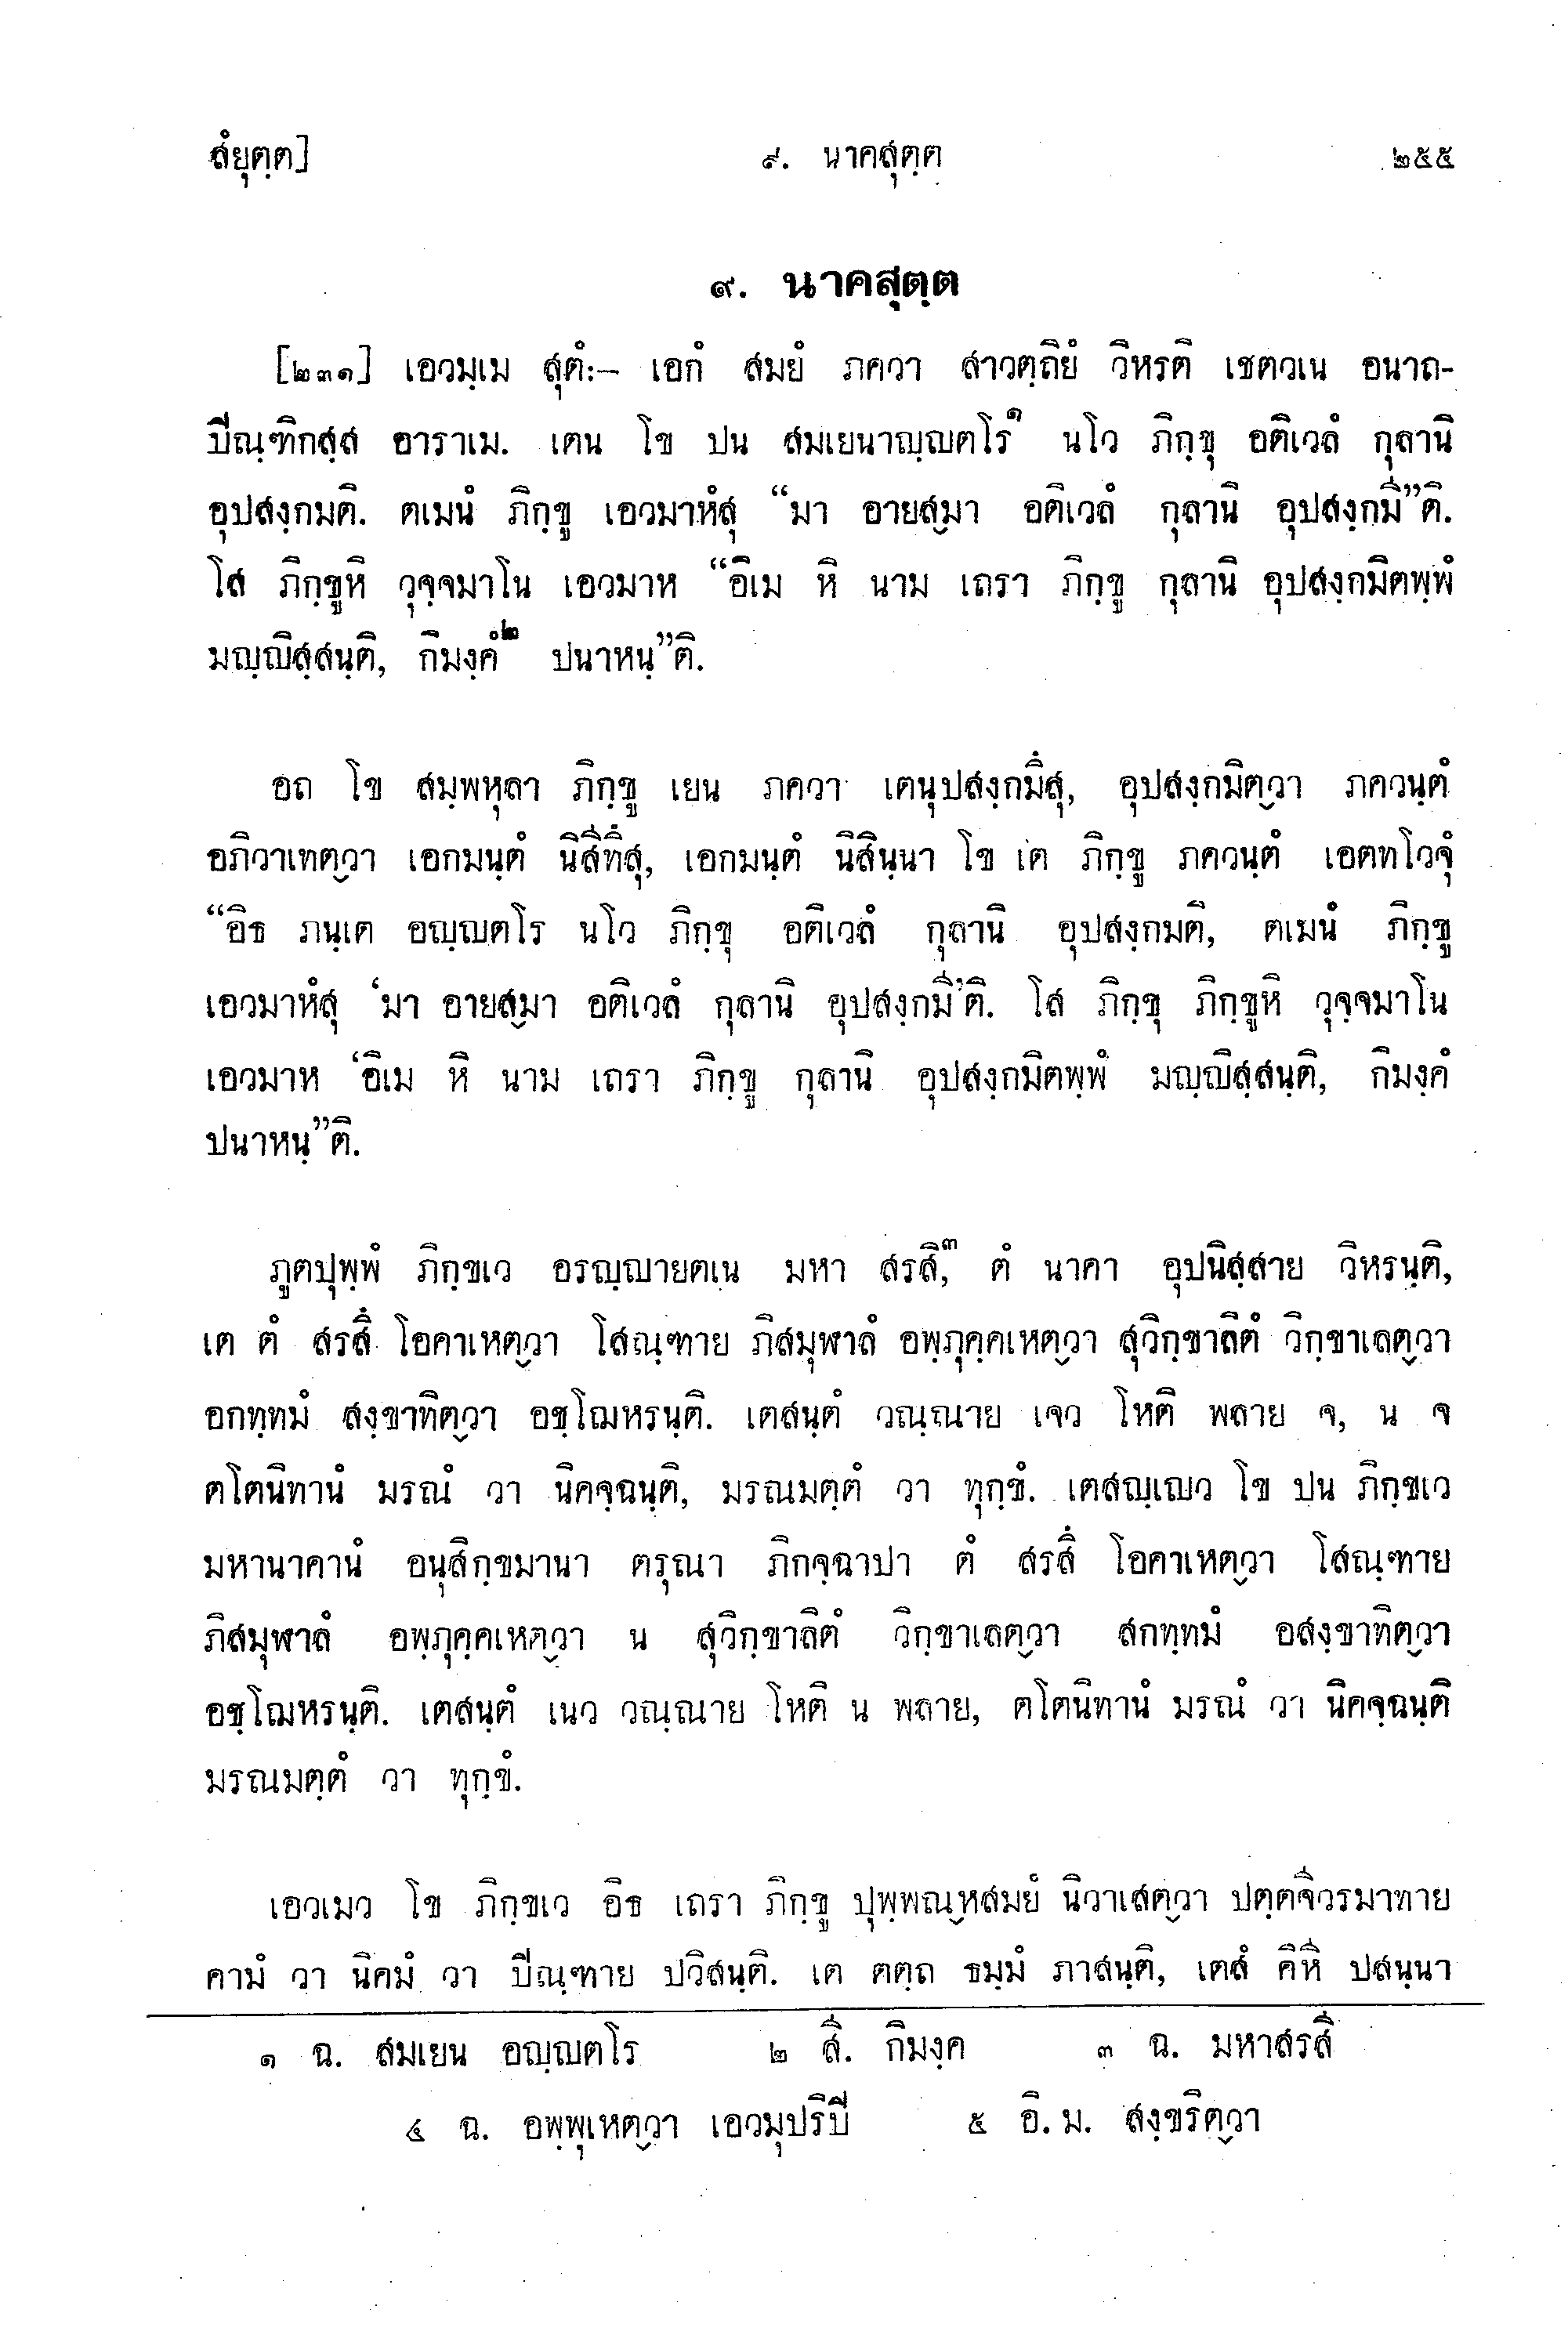 สํยุตฺต] ๙. นาคสุตฺต ๒๕๕
๙. นาคสุตฺต
[๒๓๑] เอวมฺเม สุตํ:– เอกํ สมยํ ภควา สาวตฺถิยํ วิหรติ เชตวเน อนาถ-
ปิณฺฑิกสฺส อาราเม. เตน โข ปน สมเยนาญฺญตโร๑ นโว ภิกฺขุ อติเวลํ กุลานิ
อุปสงฺกมติ. ตเมนํ ภิกฺขู เอวมาหํสุ “มา อายสฺมา อติเวลํ กุลานิ อุปสงฺกมี”ติ.
โส ภิกฺขูหิ วุจฺจมาโน เอวมาห “อิเม หิ นาม เถรา ภิกฺขู กุลานิ อุปสงฺกมิตพฺพํ
มญฺญิสฺสนฺติ, กิมงฺคํ๒ ปนาหนฺ”ติ.
อถ โข สมฺพหุลา ภิกฺขู เยน ภควา เตนุปสงฺกมิํสุ, อุปสงฺกมิตฺวา ภควนฺตํ
อภิวาเทตฺวา เอกมนฺตํ นิสีทิํสุ, เอกมนฺตํ นิสินฺนา โข เต ภิกฺขู ภควนฺตํ เอตทโวจุํ
“อิธ ภนฺเต อญฺญตโร นโว ภิกฺขุ อติเวลํ กุลานิ อุปสงฺกมติ, ตเมนํ ภิกฺขู
เอวมาหํสุ ‘มา อายสฺมา อติเวลํ กุลานิ อุปสงฺกมี’ติ. โส ภิกฺขุ ภิกฺขูหิ วุจฺจมาโน
เอวมาห ‘อิเม หิ นาม เถรา ภิกฺขู กุลานิ อุปสงฺกมิตพฺพํ มญฺญิสฺสนฺติ, กิมงฺคํ
ปนาหนฺ”ติ.
ภูตปุพฺพํ ภิกฺขเว อรญฺญายตเน มหา สรสิ๓, ตํ นาคา อุปนิสฺสาย วิหรนฺติ,
เต ตํ สรสิํ โอคาเหตฺวา โสณฺฑาย ภิสมุฬาลํ อพฺภุคฺคเหตฺวา สุวิกฺขาลิตํ วิกฺขาเลตฺวา
อกทฺทมํ สงฺขาทิตฺวา อชฺโฌหรนฺติ. เตสนฺตํ วณฺณาย เจว โหติ พลาย จ, น จ
ตโตนิทานํ มรณํ วา นิคจฺฉนฺติ, มรณมตฺตํ วา ทุกฺขํ. เตสญฺเญว โข ปน ภิกฺขเว
มหานาคานํ อนุสิกฺขมานา ตรุณา ภิกจฺฉาปา ตํ สรสิํ โอคาเหตฺวา โสณฺฑาย
ภิสมุฬาลํ อพฺภุคฺคเหตฺวา น สุวิกฺขาลิตํ วิกฺขาเลตฺวา สกทฺทมํ อสงฺขาทิตฺวา
อชฺโฌหรนฺติ. เตสนฺตํ เนว วณฺณาย โหติ น พลาย, ตโตนิทานํ มรณํ วา นิคจฺฉนฺติ
มรณมตฺตํ วา ทุกฺขํ.
เอวเมว โข ภิกฺขเว อิธ เถรา ภิกฺขู ปุพฺพณฺหสมยํ นิวาเสตฺวา ปตฺตจีวรมาทาย
คามํ วา นิคมํ วา ปิณฺฑาย ปวิสนฺติ. เต ตตฺถ ธมฺมํ ภาสนฺติ, เตสํ คิหี ปสนฺนา
๑ ฉ. สมเยน อญฺญตโร ๒ สี. กิมงฺค ๓ ฉ. มหาสรสี
๔ ฉ. อพฺพุเหตฺวา เอวมุปริปิ ๕ อิ. ม. สงฺขริตฺวา